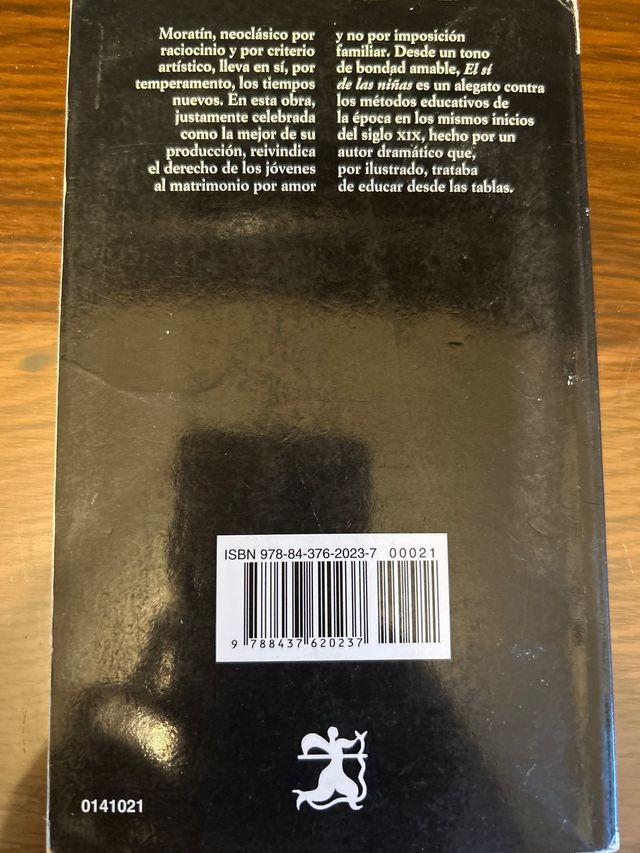 Moratín, neoclásico por
raciocinio y por criterio
artístico, lleva en sí, por
temperamento, los tiempos
nuevos. En esta obra,
justamente celebrada
como la mejor de su
producción, reivindica
el derecho de los jóvenes
al matrimonio por amor
y no por imposición
familiar. Desde un tono
de bondad amable, El sí
de las niñas es un alegato contra
los métodos educativos de
la época en los mismos inicios
del siglo XIX, hecho por un
autor dramático que,
por ilustrado, trataba
de educar desde las tablas.
ISBN 978-84-376-2023-7 00021
9 788437 620237
0141021